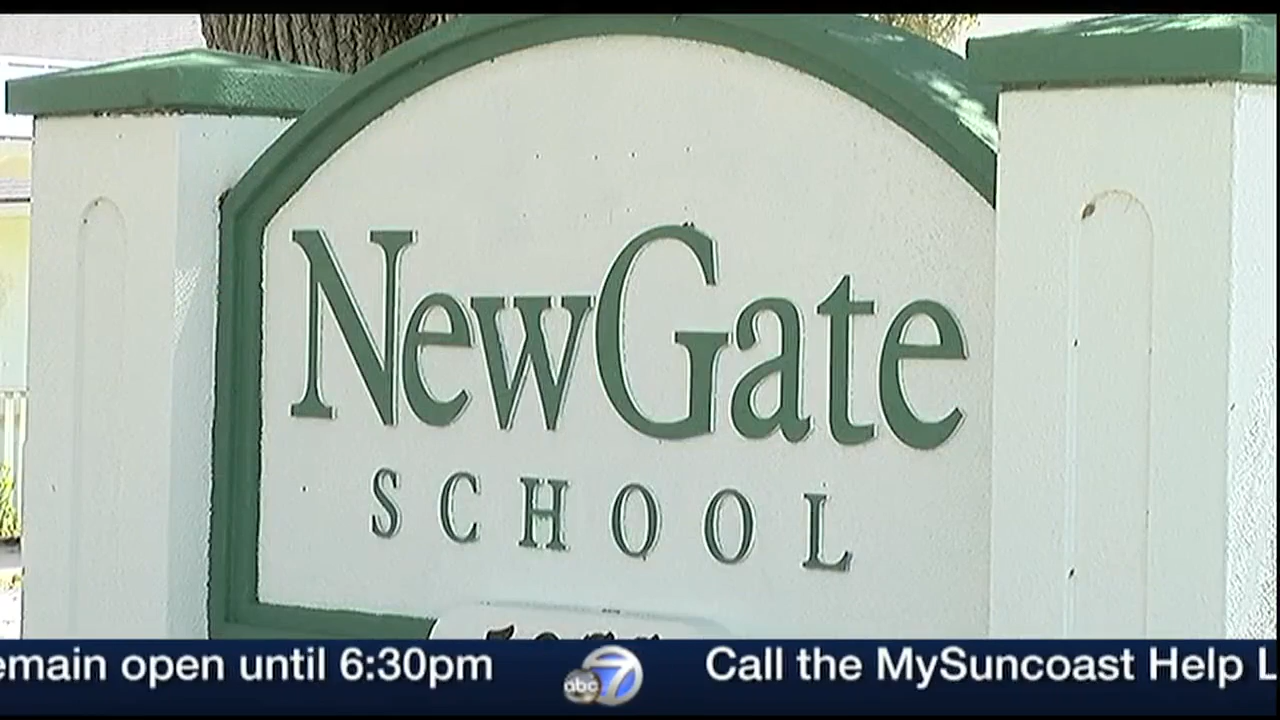 NewGate
SCHOOL
emain open until 6:30pm
abc 7
Call the MySuncoast Help L